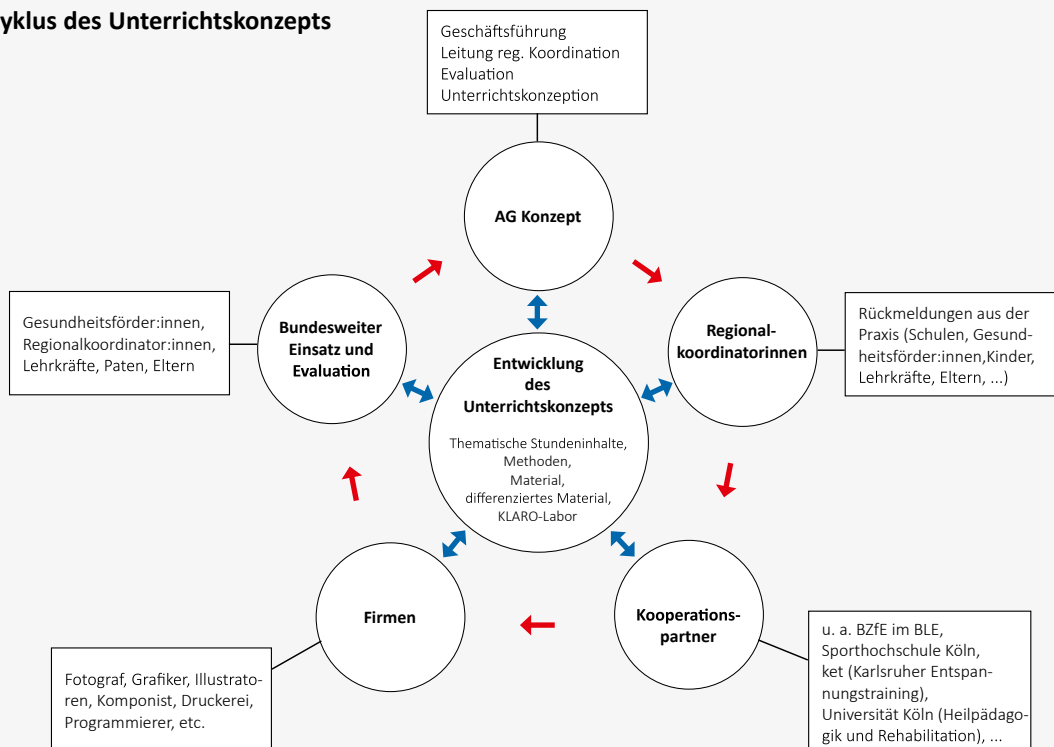 yklus des Unterrichtskonzepts
Geschäftsführung
Leitung reg. Koordination
Evaluation
Unterrichtskonzeption
AG Konzept
Gesundheitsförder:innen,
Regionalkoordinator:innen,
Lehrkräfte, Paten, Eltern
Bundesweiter
Einsatz und
Evaluation
Regional-
koordinatorinnen
Rückmeldungen aus der
Praxis (Schulen, Gesund-
heitsförder:innen,Kinder,
Lehrkräfte, Eltern, ...)
Entwicklung
des
Unterrichtskonzepts
Thematische Stundeninhalte,
Methoden,
Material,
differenziertes Material,
KLARO-Labor
Firmen
Fotograf, Grafiker, Illustrato-
ren, Komponist, Druckerei,
Programmierer, etc.
Kooperations-
partner
u. a. BZfE im BLE,
Sporthochschule Köln,
ket (Karlsruher Entspan-
nungstraining),
Universität Köln (Heilpädago-
gik und Rehabilitation), ...